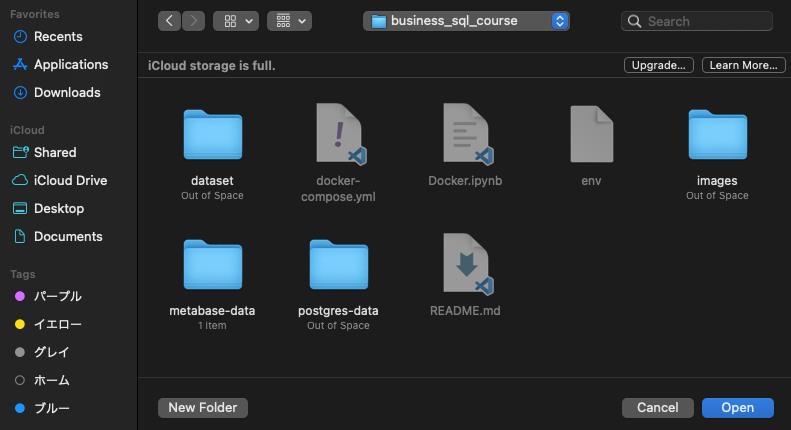 Favorites
Recents
Applications
Downloads
iCloud
Shared
iCloud Drive
Desktop
Documents
Tags
パープル
イエロー
グレイ
ホーム
ブルー
business_sql_course
Search
iCloud storage is full.
Upgrade...
Learn More...
dataset
Out of Space
docker-
compose.yml
Docker.ipynb
env
images
Out of Space
metabase-data
1 item
postgres-data
Out of Space
README.md
New Folder
Cancel
Open